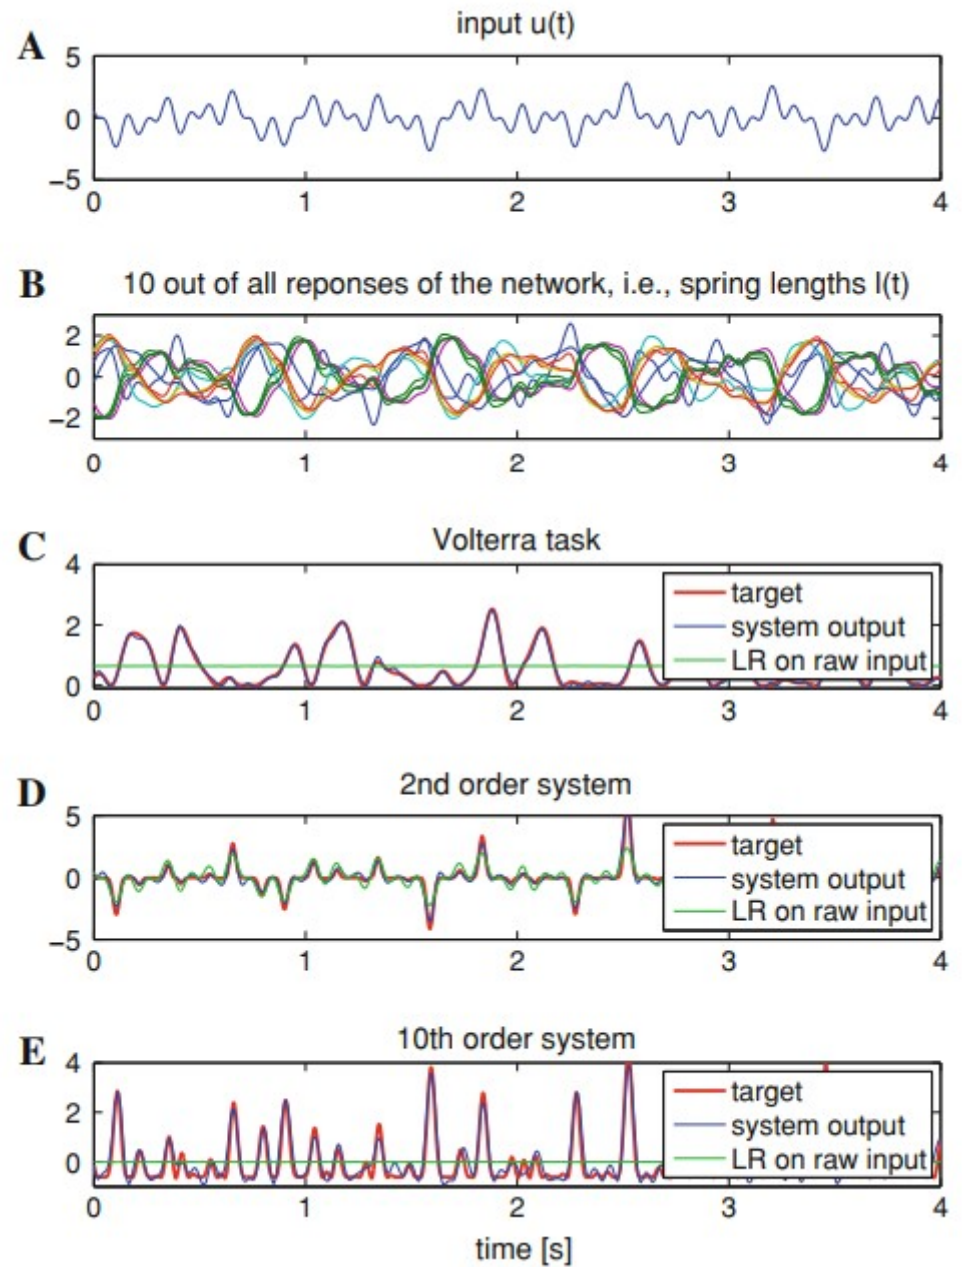 input u(t)
A
5
0
−5
0 1 2 3 4
B
10 out of all reponses of the network, i.e., spring lengths l(t)
2
0
−2
0 1 2 3 4
C
Volterra task
4
2
0
target
system output
LR on raw input
0 1 2 3 4
D
2nd order system
5
0
−5
target
system output
LR on raw input
0 1 2 3 4
E
10th order system
4
2
0
target
system output
LR on raw input
0 1 2 3 4
time [s]